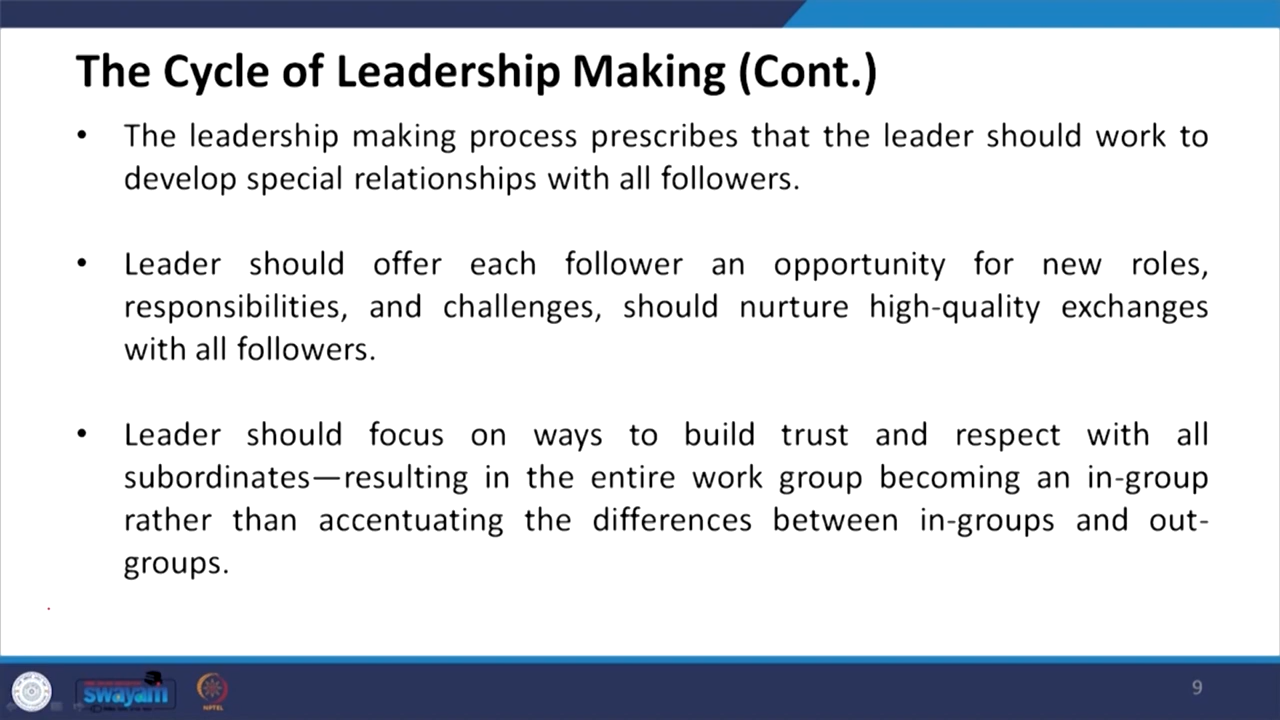 The Cycle of Leadership Making (Cont.)
• The leadership making process prescribes that the leader should work to
develop special relationships with all followers.
• Leader should offer each follower an opportunity for new roles,
responsibilities, and challenges, should nurture high-quality exchanges
with all followers.
• Leader should focus on ways to build trust and respect with all
subordinates—resulting in the entire work group becoming an in-group
rather than accentuating the differences between in-groups and out-
groups.
swayam
NPTEL
9